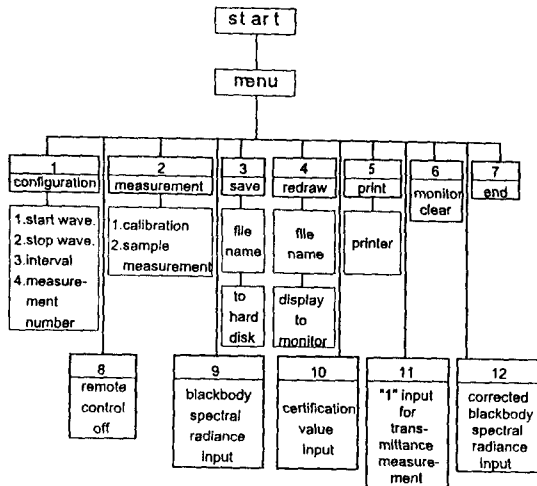 start
menu
1
configuration
1.start wave.
2.stop wave.
3.interval
4.measure-
ment
number
2
measurement
1.calibration
2.sample
measurement
3
save
file
name
to
hard
disk
4
redraw
file
name
display
to
monitor
5
print
printer
6
monitor
clear
7
end
8
remote
control
off
9
blackbody
spectral
radiance
input
10
certification
value
input
11
"1" input
for
trans-
mittance
measure-
ment
12
corrected
blackbody
spectral
radiance
input